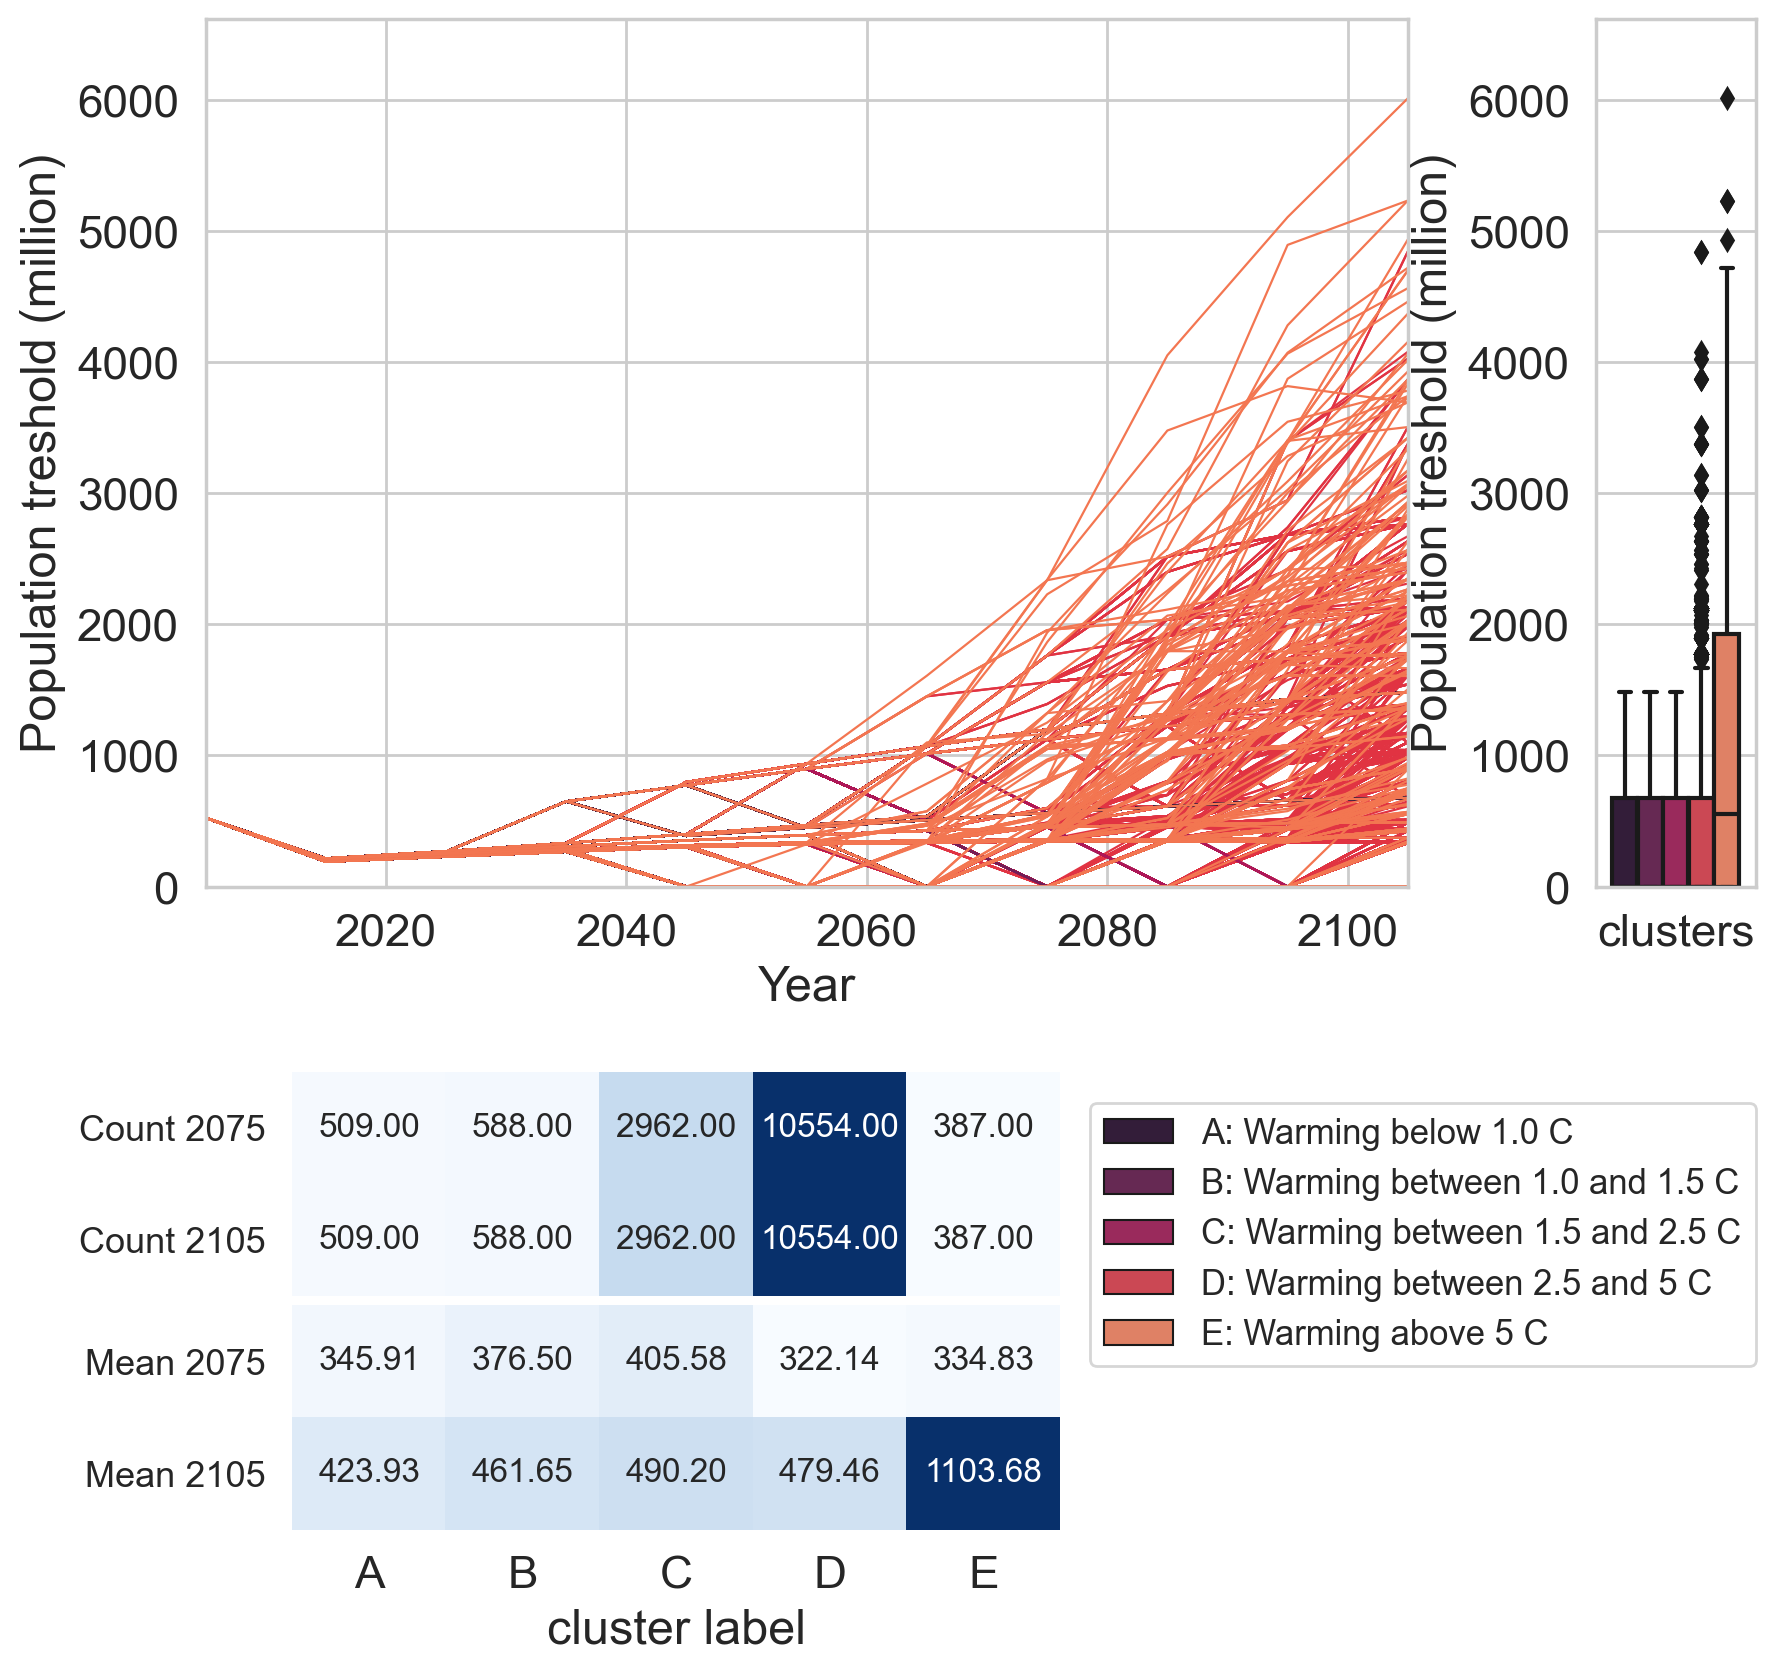 Population treshold (million)
6000
5000
4000
3000
2000
1000
0
2020 2040 2060 2080 2100
Year
Population treshold (million)
6000
5000
4000
3000
2000
1000
0
clusters
Count 2075 509.00 588.00 2962.00 10554.00 387.00
Count 2105 509.00 588.00 2962.00 10554.00 387.00
Mean 2075 345.91 376.50 405.58 322.14 334.83
Mean 2105 423.93 461.65 490.20 479.46 1103.68
A B C D E
cluster label
A: Warming below 1.0 C
B: Warming between 1.0 and 1.5 C
C: Warming between 1.5 and 2.5 C
D: Warming between 2.5 and 5 C
E: Warming above 5 C